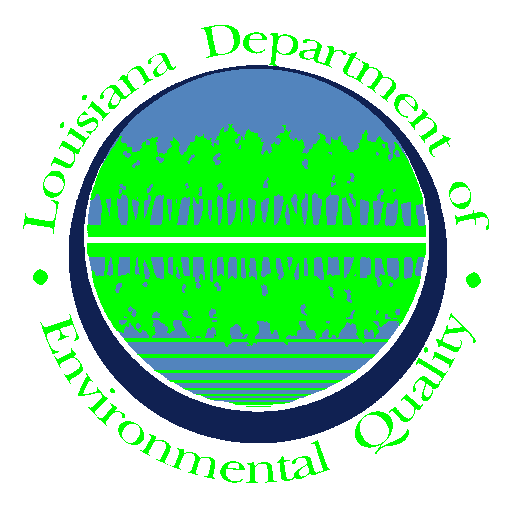 Louisiana Department of
Environmental Quality